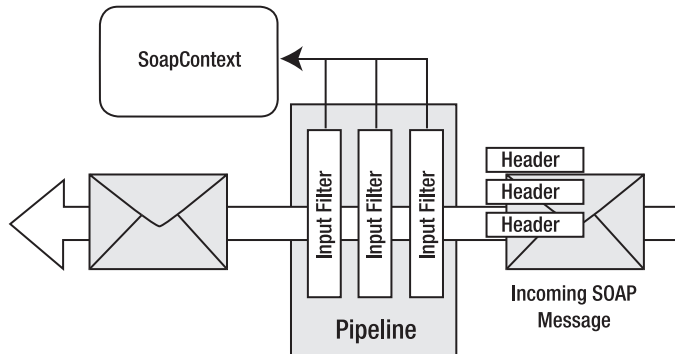 SoapContext
Input Filter
Input Filter
Input Filter
Header
Header
Header
Pipeline
Incoming SOAP
Message